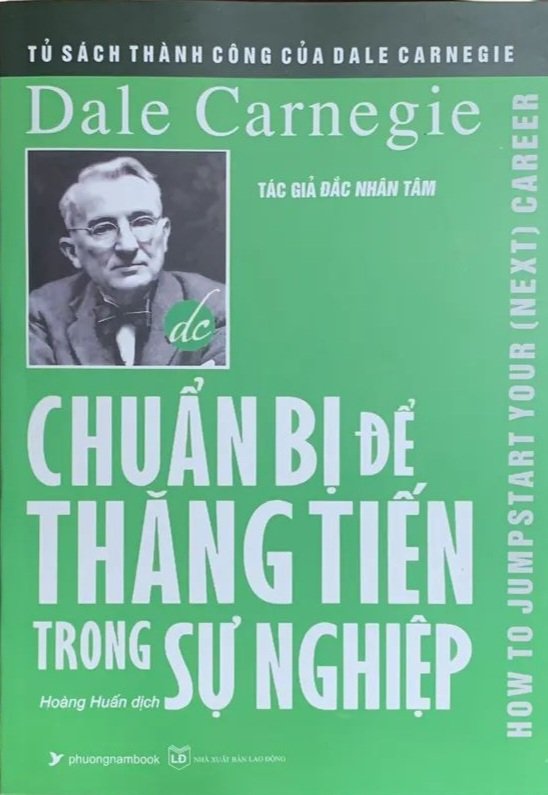 TỦ SÁCH THÀNH CÔNG CỦA DALE CARNEGIE
Dale Carnegie
TÁC GIẢ ĐẮC NHÂN TÂM
dc
HOW TO JUMPSTART YOUR (NEXT) CAREER
CHUẨN BỊ ĐỂ
THĂNG TIẾN
TRONG SỰ NGHIỆP
Hoàng Huấn dịch
phuongnambook
LĐ NHÀ XUẤT BẢN LAO ĐỘNG